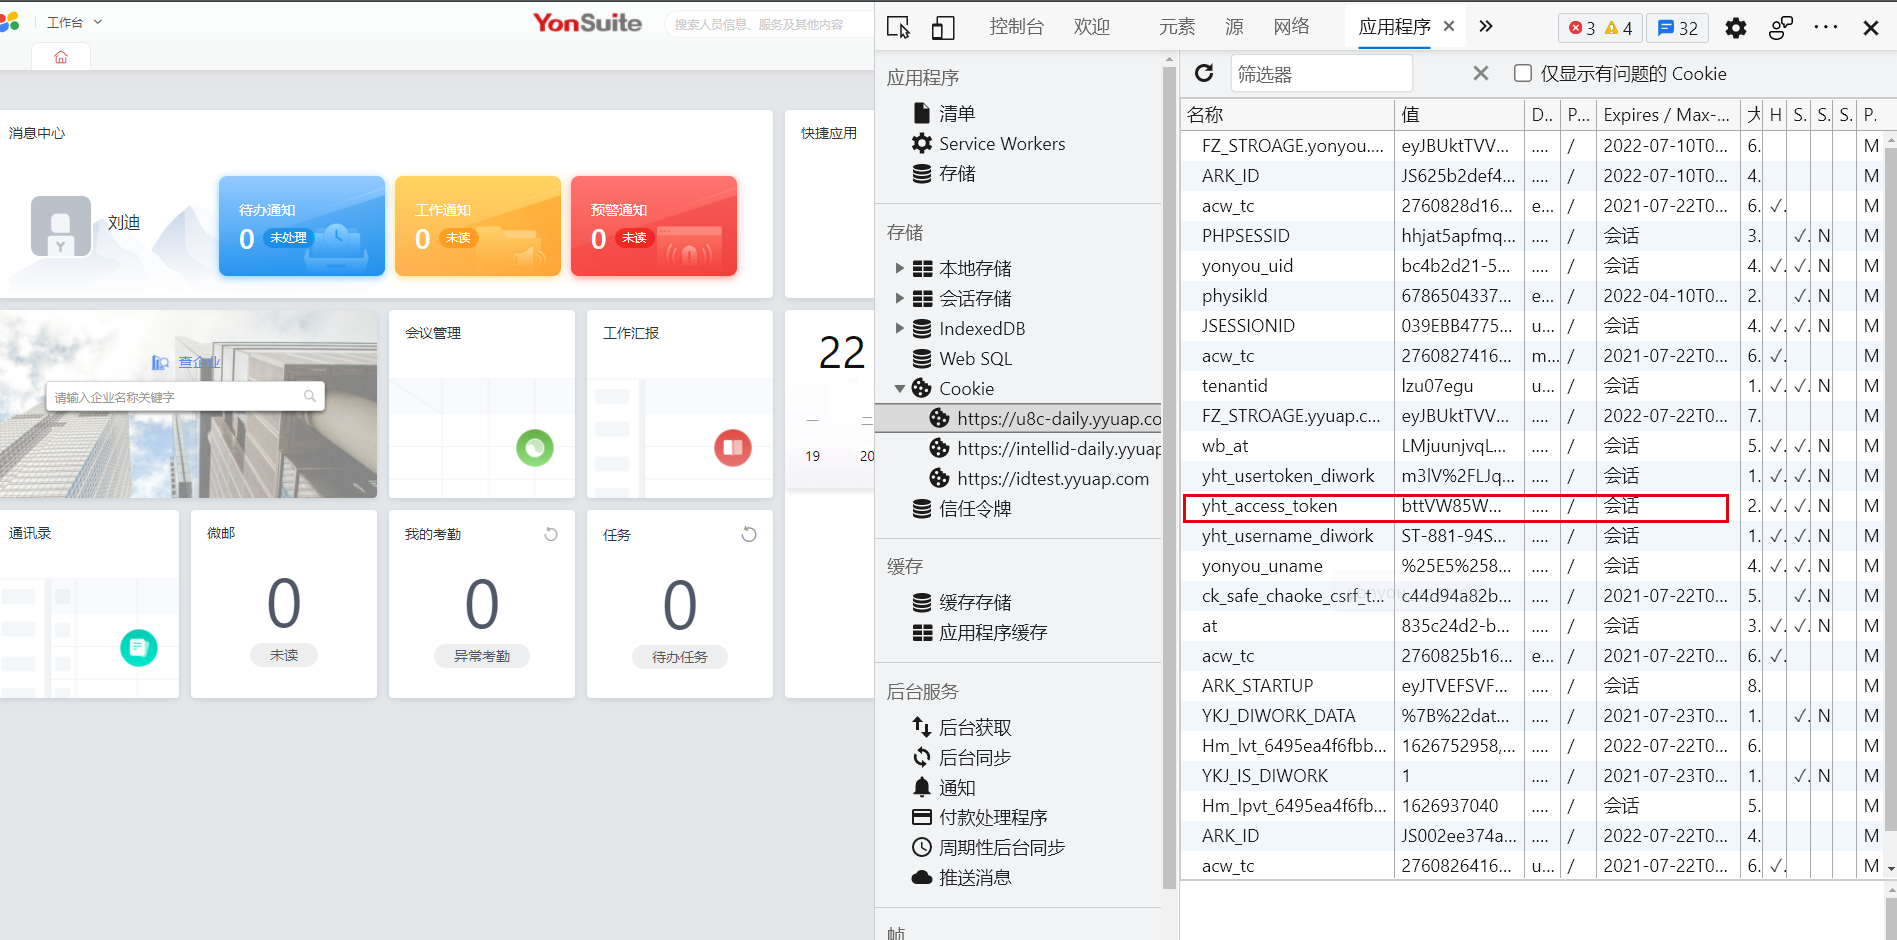 工作台
YonSuite
搜索人员信息、服务及其他内容
消息中心
刘迪
待办通知
0 未处理
工作通知
0 未读
预警通知
0 未读
快捷应用
查企业
请输入企业名称关键字
会议管理
工作汇报
22
一 二
19 20
通讯录
微邮
0
未读
我的考勤
0
异常考勤
任务
0
待办任务
控制台 欢迎 元素 源 网络 应用程序
3 4 32
应用程序
清单
Service Workers
存储
存储
本地存储
会话存储
IndexedDB
Web SQL
Cookie
https://u8c-daily.yyuap.co
https://intellid-daily.yyuap
https://idtest.yyuap.com
信任令牌
缓存
缓存存储
应用程序缓存
后台服务
后台获取
后台同步
通知
付款处理程序
周期性后台同步
推送消息
帧
筛选器
仅显示有问题的 Cookie
名称 值 D... P... Expires / Max-... 大 H S. S. S. P.
FZ_STROAGE.yonyou.... eyJBUktTVV... .... / 2022-07-10T0... 6. M
ARK_ID JS625b2def4... .... / 2022-07-10T0... 4. M
acw_tc 2760828d16... e... / 2021-07-22T0... 6. ✓. M
PHPSESSID hhjat5apfmq... .... / 会话 3. ✓. N M
yonyou_uid bc4b2d21-5... .... / 会话 4. ✓. ✓. N M
physikId 6786504337... e... / 2022-04-10T0... 2. ✓. N M
JSESSIONID 039EBB4775... u... / 会话 4. ✓. ✓. N M
acw_tc 2760827416... m... / 2021-07-22T0... 6. ✓. M
tenantid lzu07egu u... / 会话 1. ✓. ✓. N M
FZ_STROAGE.yyuap.c... eyJBUktTVV... .... / 2022-07-22T0... 7. M
wb_at LMjuunjvqL... .... / 会话 5. ✓. ✓. N M
yht_usertoken_diwork m3lV%2FLJq... .... / 会话 1. ✓. ✓. N M
yht_access_token bttVW85W... .... / 会话 2. ✓. ✓. N M
yht_username_diwork ST-881-94S... .... / 会话 1. ✓. ✓. N M
yonyou_uname %25E5%258... .... / 会话 4. ✓. ✓. N M
ck_safe_chaoke_csrf_t... c44d94a82b... .... / 2021-07-22T0... 5. ✓. N M
at 835c24d2-b... .... / 会话 3. ✓. ✓. N M
acw_tc 2760825b16... e... / 2021-07-22T0... 6. ✓. M
ARK_STARTUP eyJTVEFSVF... .... / 会话 8. M
YKJ_DIWORK_DATA %7B%22dat... .... / 2021-07-23T0... 1. ✓. N M
Hm_lvt_6495ea4f6fbb... 1626752958,... .... / 2022-07-22T0... 6. M
YKJ_IS_DIWORK 1 .... / 2021-07-23T0... 1. ✓. N M
Hm_lpvt_6495ea4f6fb... 1626937040 .... / 会话 5. M
ARK_ID JS002ee374a... .... / 2022-07-22T0... 4. M
acw_tc 2760826416... u... / 2021-07-22T0... 6. ✓. M